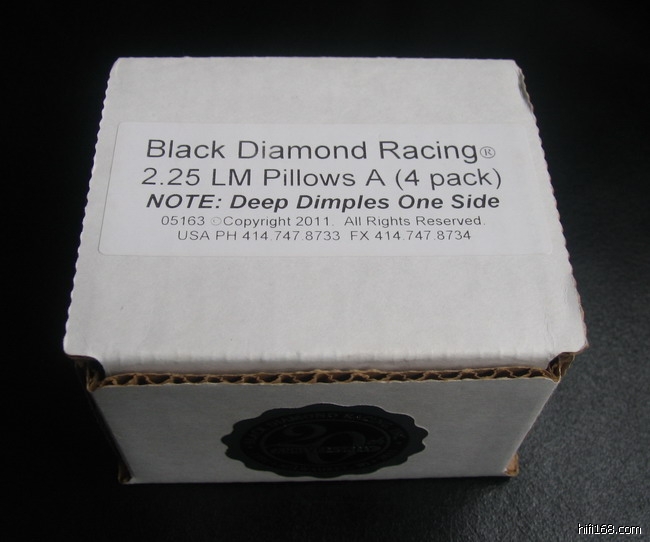 Black Diamond Racing®
2.25 LM Pillows A (4 pack)
NOTE: Deep Dimples One Side
05163 ©Copyright 2011. All Rights Reserved.
USA PH 414.747.8733 FX 414.747.8734
hifi168.com